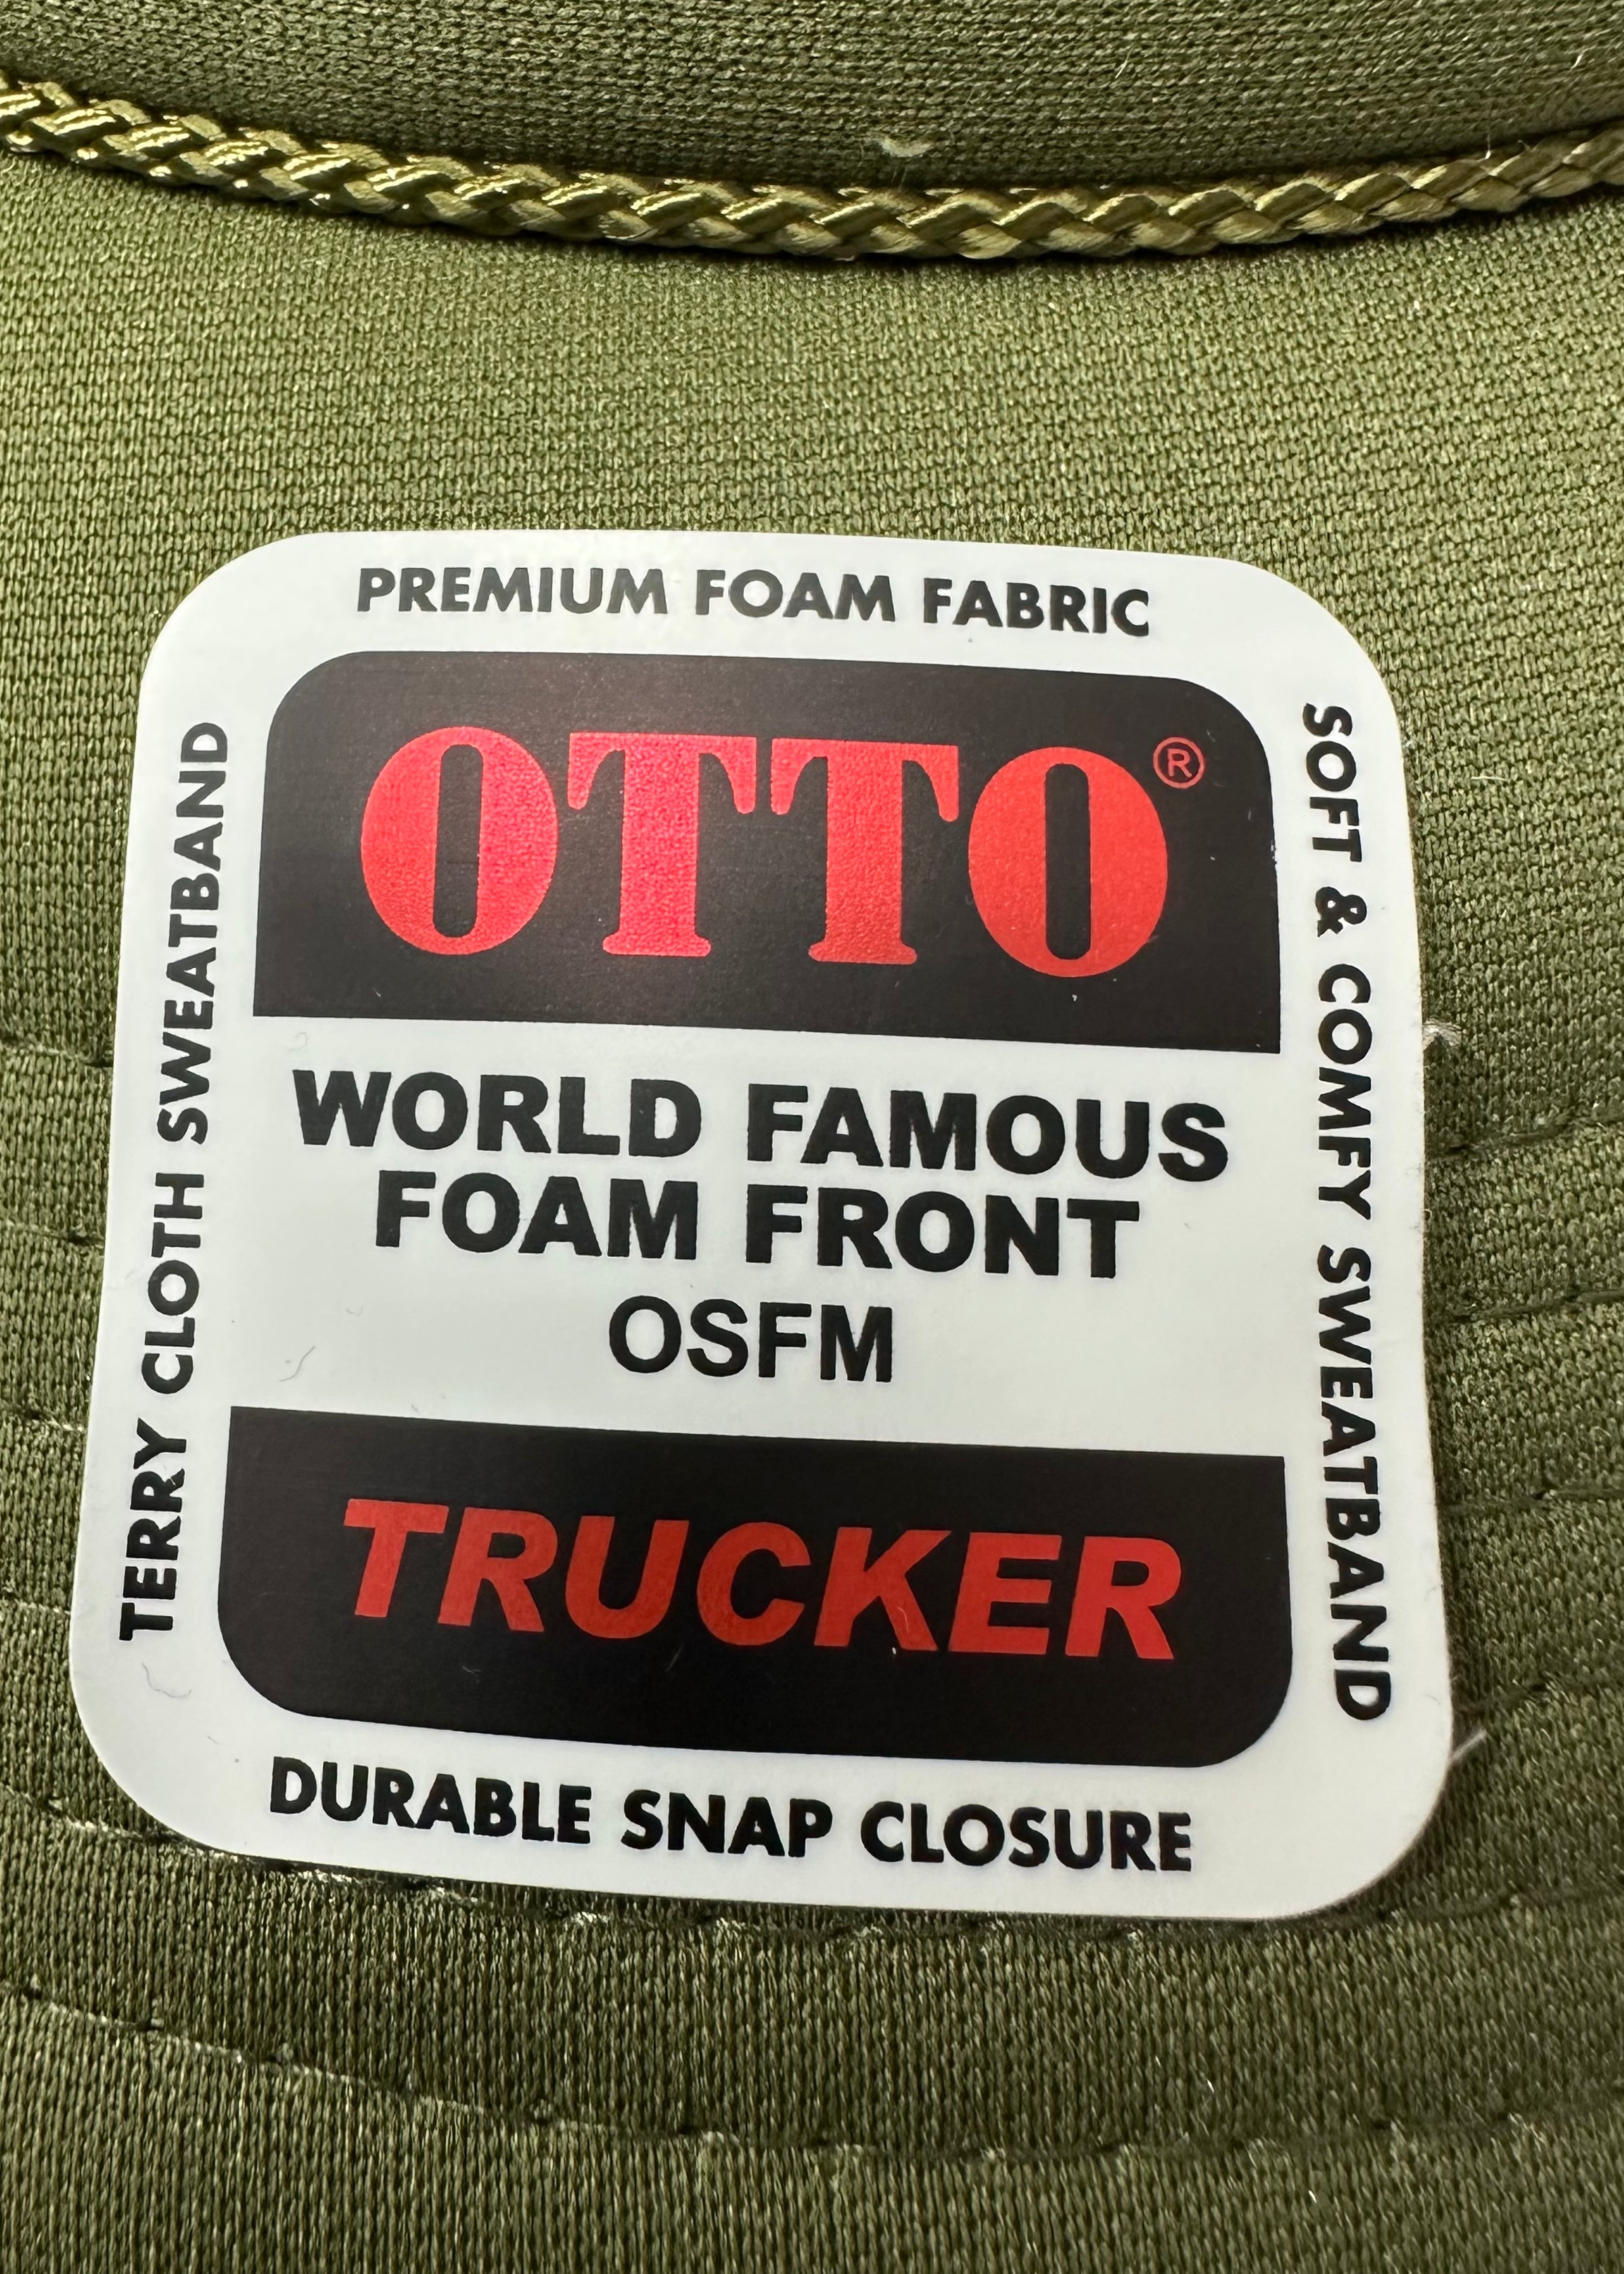 PREMIUM FOAM FABRIC
OTTO®
WORLD FAMOUS
FOAM FRONT
OSFM
TRUCKER
DURABLE SNAP CLOSURE
TERRY CLOTH SWEATBAND
SOFT & COMFY SWEATBAND